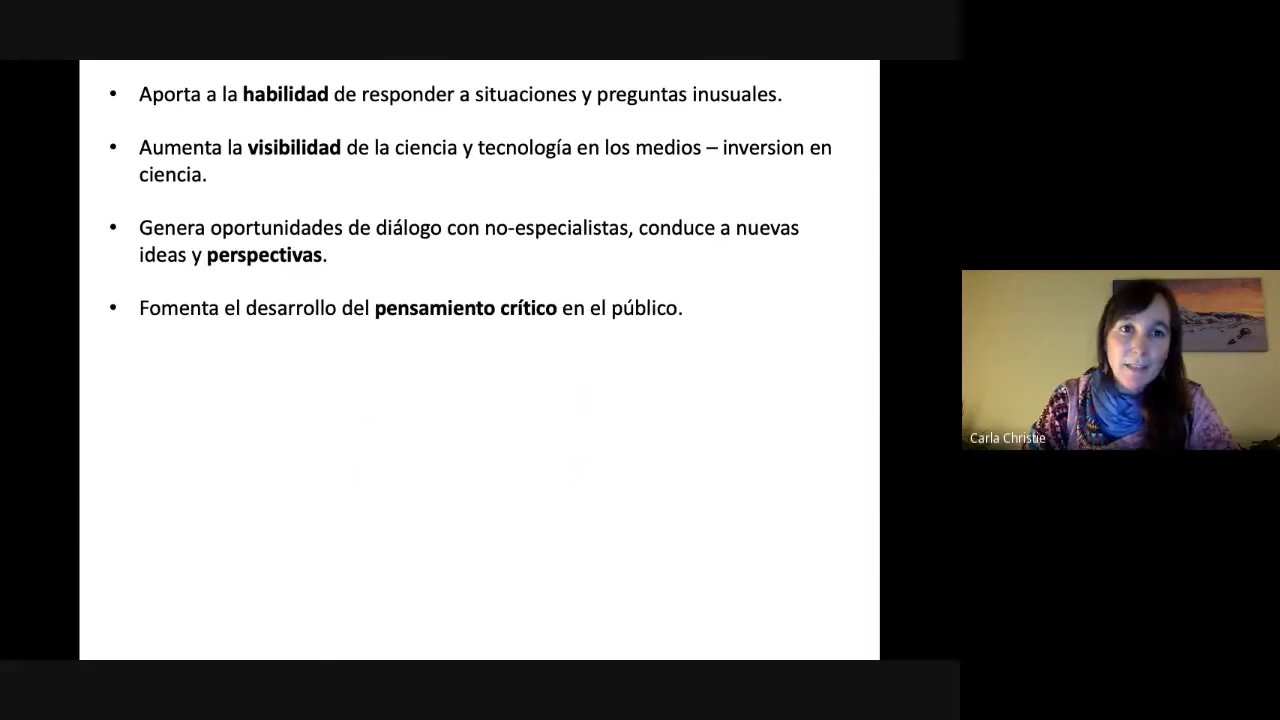 • Aporta a la habilidad de responder a situaciones y preguntas inusuales.
• Aumenta la visibilidad de la ciencia y tecnología en los medios – inversion en
ciencia.
• Genera oportunidades de diálogo con no-especialistas, conduce a nuevas
ideas y perspectivas.
• Fomenta el desarrollo del pensamiento crítico en el público.
Carla Christie